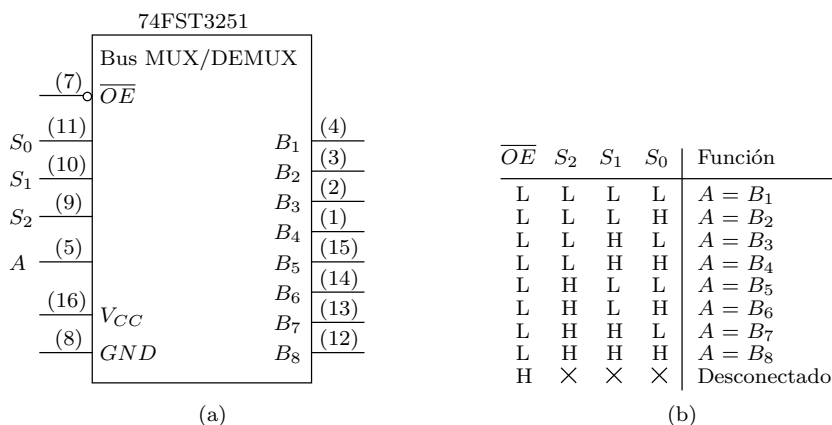 74FST3251
Bus MUX/DEMUX
(7)
OE
(11)
S0
(10)
S1
(9)
S2
(5)
A
(16)
VCC
(8)
GND
B1
(4)
B2
(3)
B3
(2)
B4
(1)
B5
(15)
B6
(14)
B7
(13)
B8
(12)
(a)
OE S2 S1 S0 Función
L L L L A = B1
L L L H A = B2
L L H L A = B3
L L H H A = B4
L H L L A = B5
L H L H A = B6
L H H L A = B7
L H H H A = B8
H × × × Desconectado
(b)